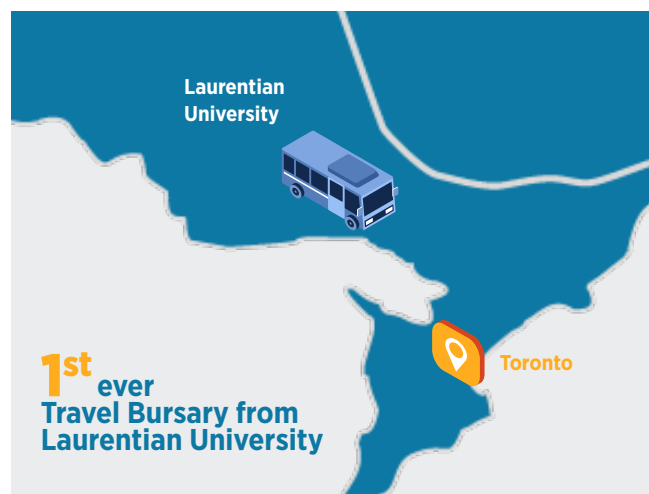 Laurentian
University
Toronto
1st ever
Travel Bursary from
Laurentian University